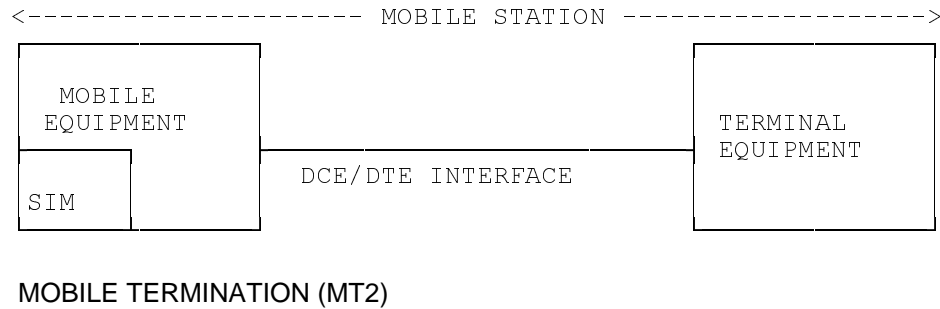 <-------------------- MOBILE STATION ------------------->
MOBILE
EQUIPMENT
SIM
DCE/DTE INTERFACE
TERMINAL
EQUIPMENT
MOBILE TERMINATION (MT2)